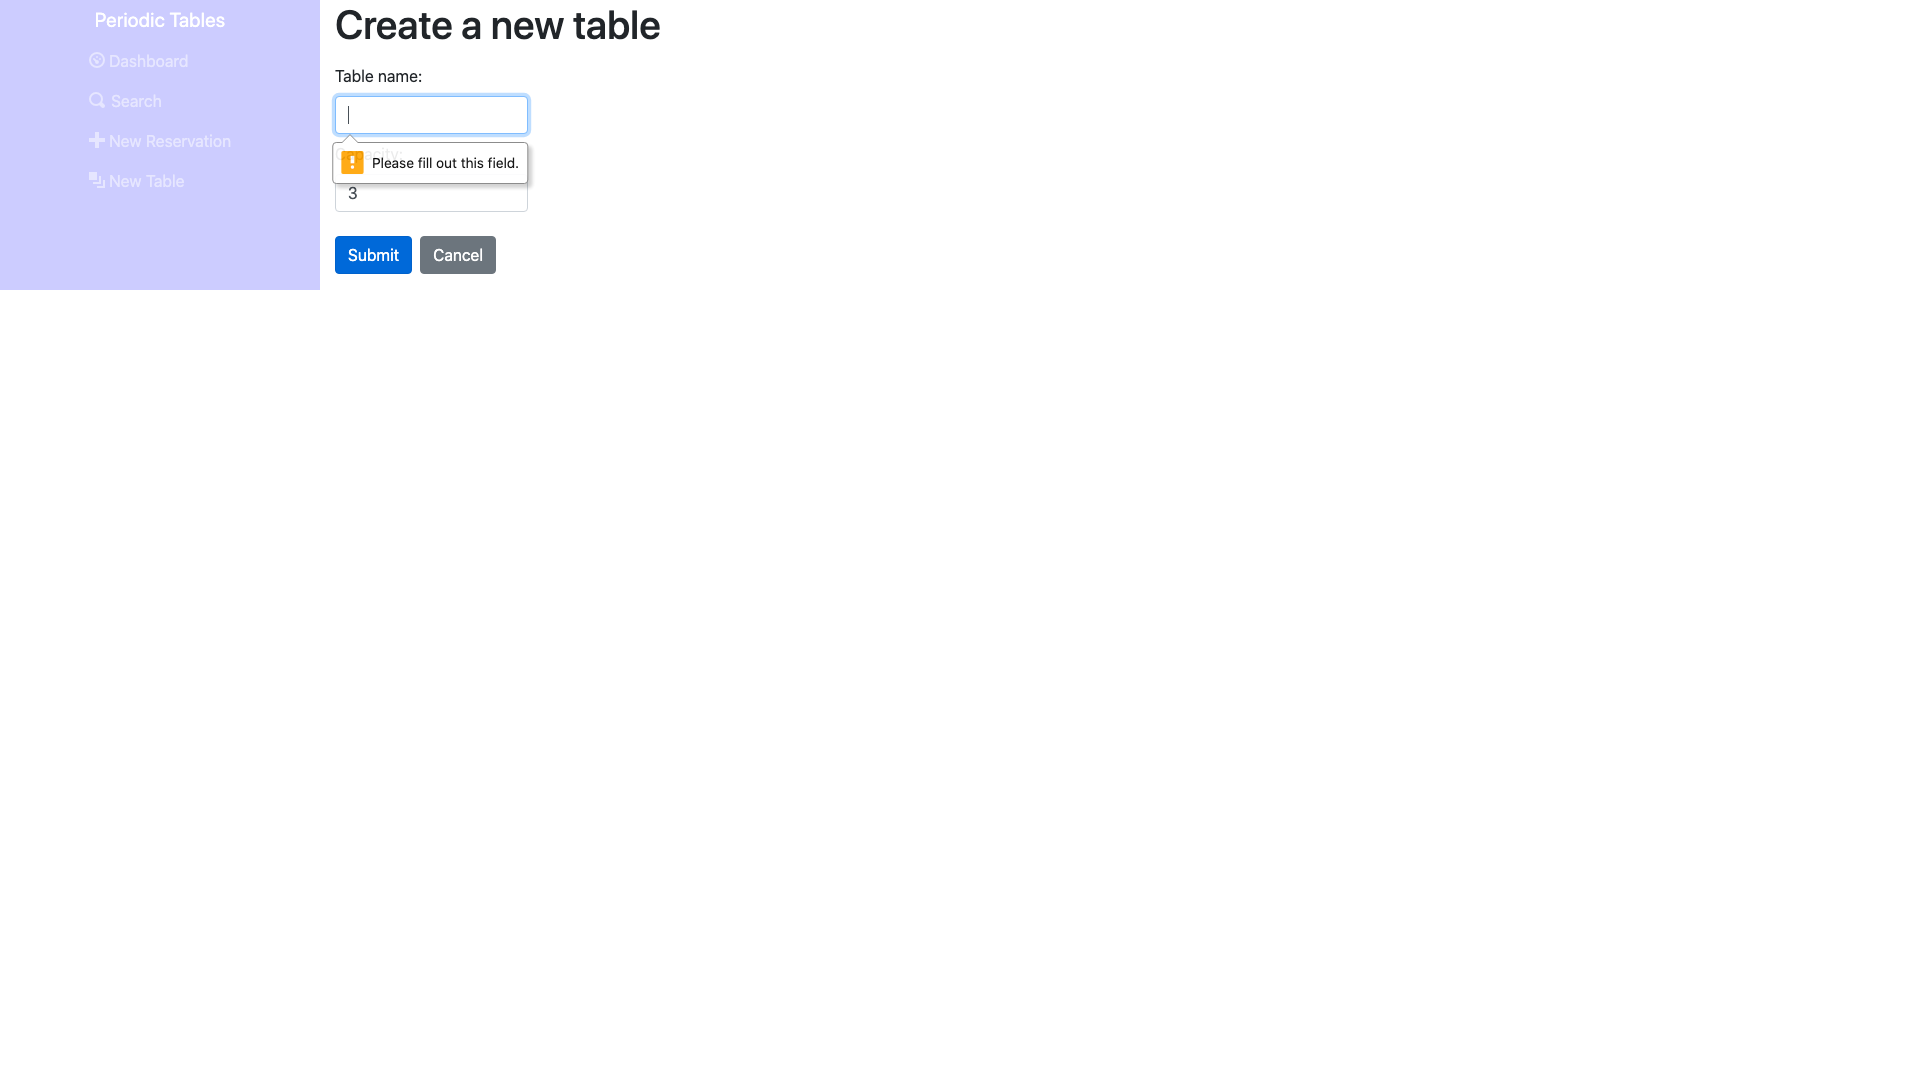 Periodic Tables
Dashboard
Search
New Reservation
New Table
Create a new table
Table name:
Capacity:
Please fill out this field.
3
Submit
Cancel